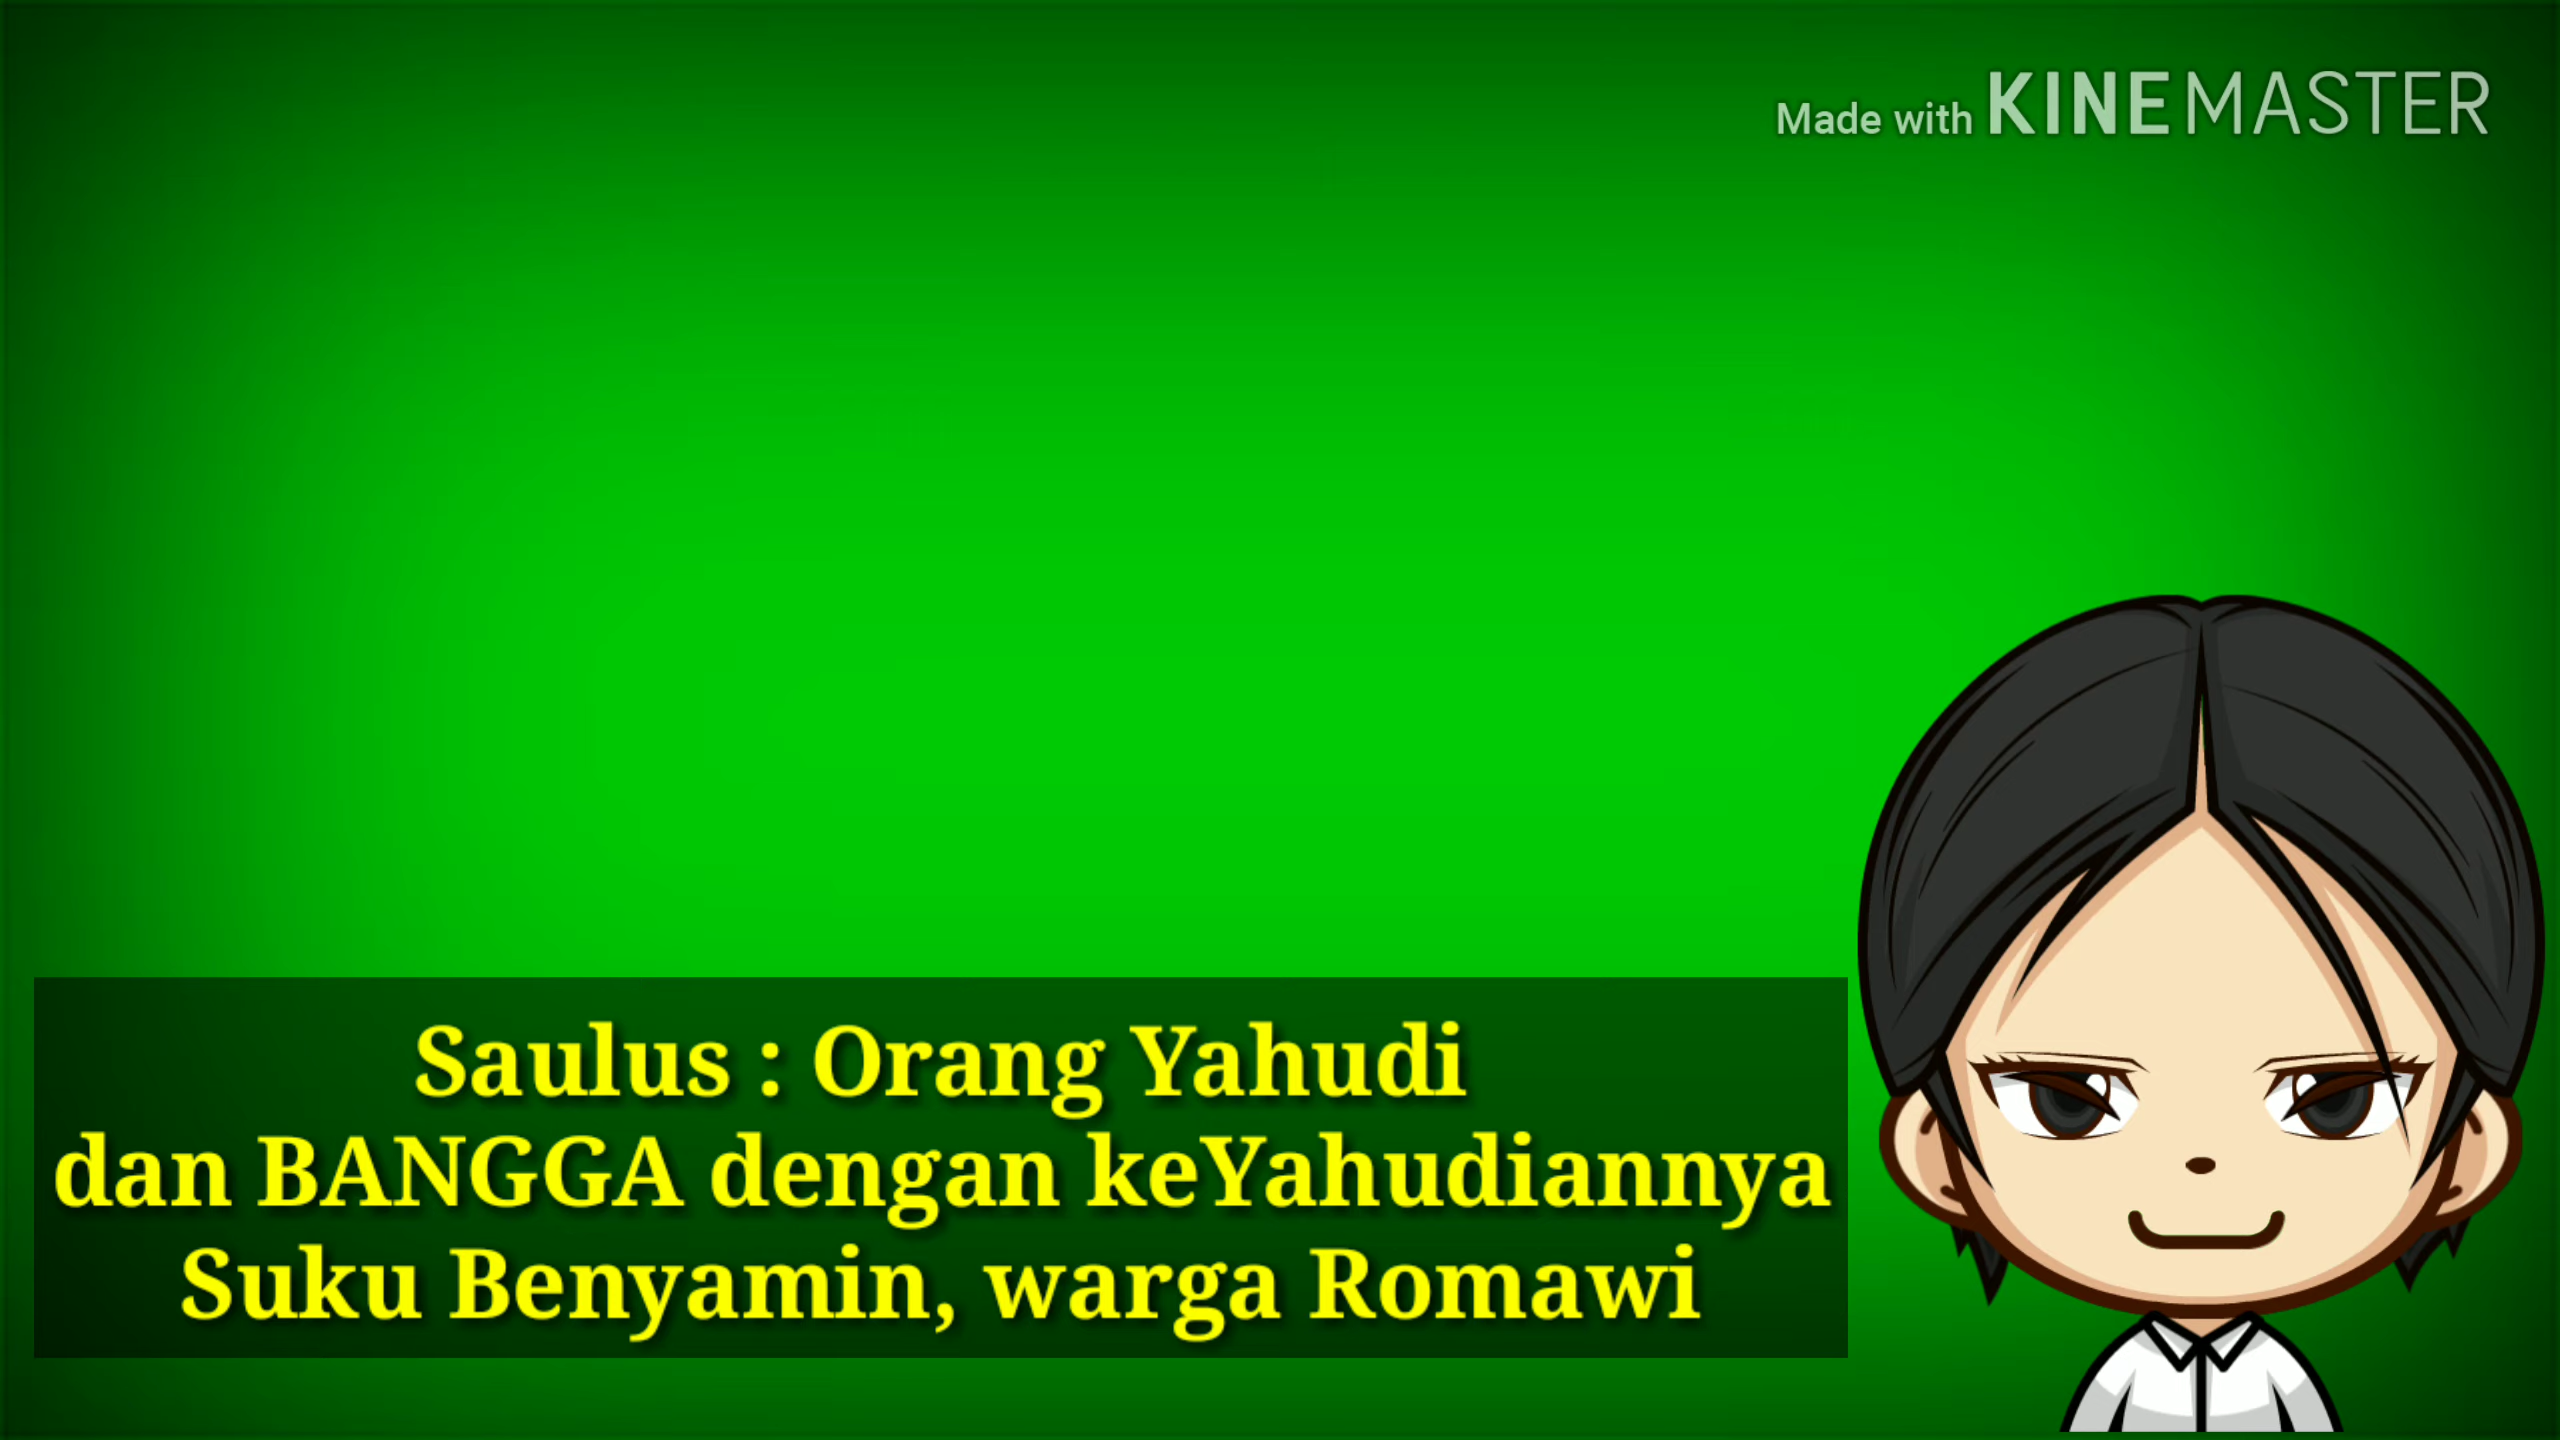 Made with KINEMASTER
Saulus : Orang Yahudi
dan BANGGA dengan keYahudiannya
Suku Benyamin, warga Romawi